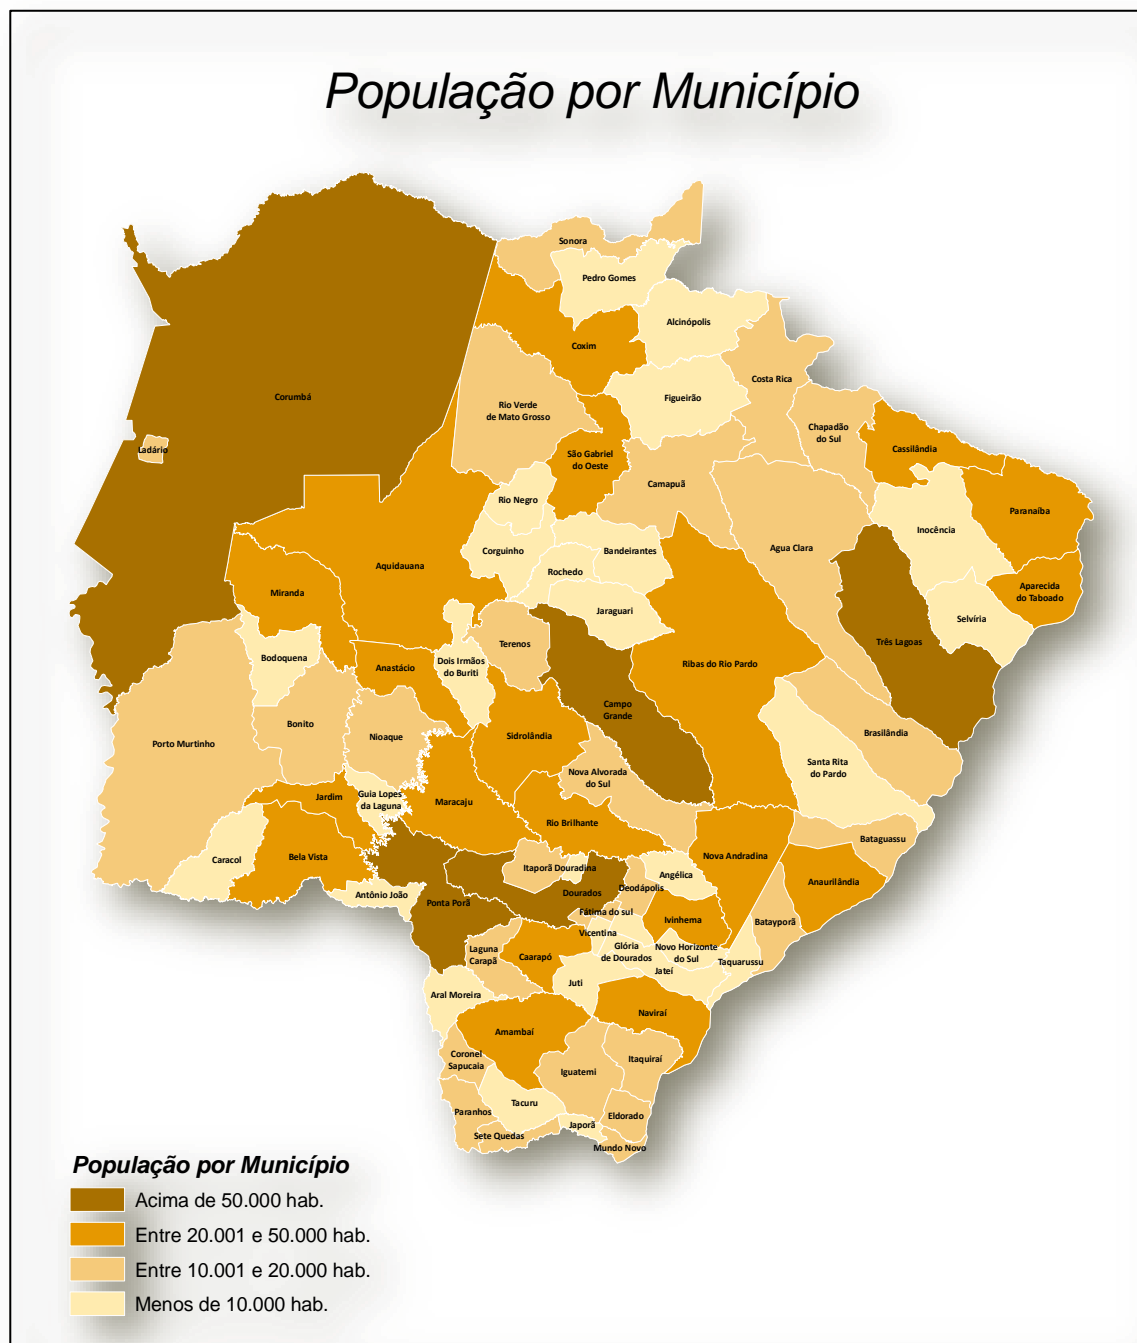 População por Município
Sonora
Pedro Gomes
Alcinópolis
Coxim
Costa Rica
Corumbá
Figueirão
Rio Verde
de Mato Grosso
Chapadão
do Sul
Ladário
Cassilândia
São Gabriel
do Oeste
Camapuã
Rio Negro
Paranaíba
Inocência
Corguinho
Bandeirantes
Agua Clara
Aquidauana
Rochedo
Miranda
Aparecida
do Taboado
Jaraguari
Selvíria
Três Lagoas
Terenos
Bodoquena
Dois Irmãos
do Buriti
Anastácio
Ribas do Rio Pardo
Campo
Grande
Bonito
Brasilândia
Sidrolândia
Nioaque
Porto Murtinho
Santa Rita
do Pardo
Nova Alvorada
do Sul
Jardim
Guia Lopes
da Laguna
Maracaju
Rio Brilhante
Bataguassu
Caracol
Bela Vista
Nova Andradina
Itaporã
Douradina
Angélica
Anaurilândia
Antônio João
Dourados
Deodápolis
Ponta Porã
Fátima do sul
Ivinhema
Batayporã
Vicentina
Laguna
Carapã
Caarapó
Glória
de Dourados
Novo Horizonte
do Sul
Taquarussu
Jateí
Juti
Aral Moreira
Naviraí
Amambaí
Coronel
Sapucaia
Itaquiraí
Iguatemi
Tacuru
Paranhos
Eldorado
Japorã
Sete Quedas
Mundo Novo
População por Município
Acima de 50.000 hab.
Entre 20.001 e 50.000 hab.
Entre 10.001 e 20.000 hab.
Menos de 10.000 hab.